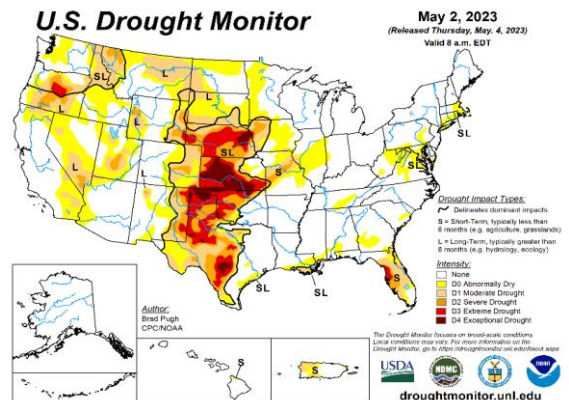 U.S. Drought Monitor
May 2, 2023
(Released Thursday, May. 4, 2023)
Valid 8 a.m. EDT
SL
L
L
L
L
L
L
L
SL
S
SL
SL
SL
SL
S
S
S
Drought Impact Types:
Delineates dominant impacts
S = Short-Term, typically less than
6 months (e.g. agriculture, grasslands)
L = Long-Term, typically greater than
6 months (e.g. hydrology, ecology)
Intensity:
None
D0 Abnormally Dry
D1 Moderate Drought
D2 Severe Drought
D3 Extreme Drought
D4 Exceptional Drought
Author:
Brad Pugh
CPC/NOAA
The Drought Monitor focuses on broad-scale conditions.
Local conditions may vary. For more information on the
Drought Monitor, go to https://droughtmonitor.unl.edu/About.aspx
USDA
NDMC
NOAA
droughtmonitor.unl.edu